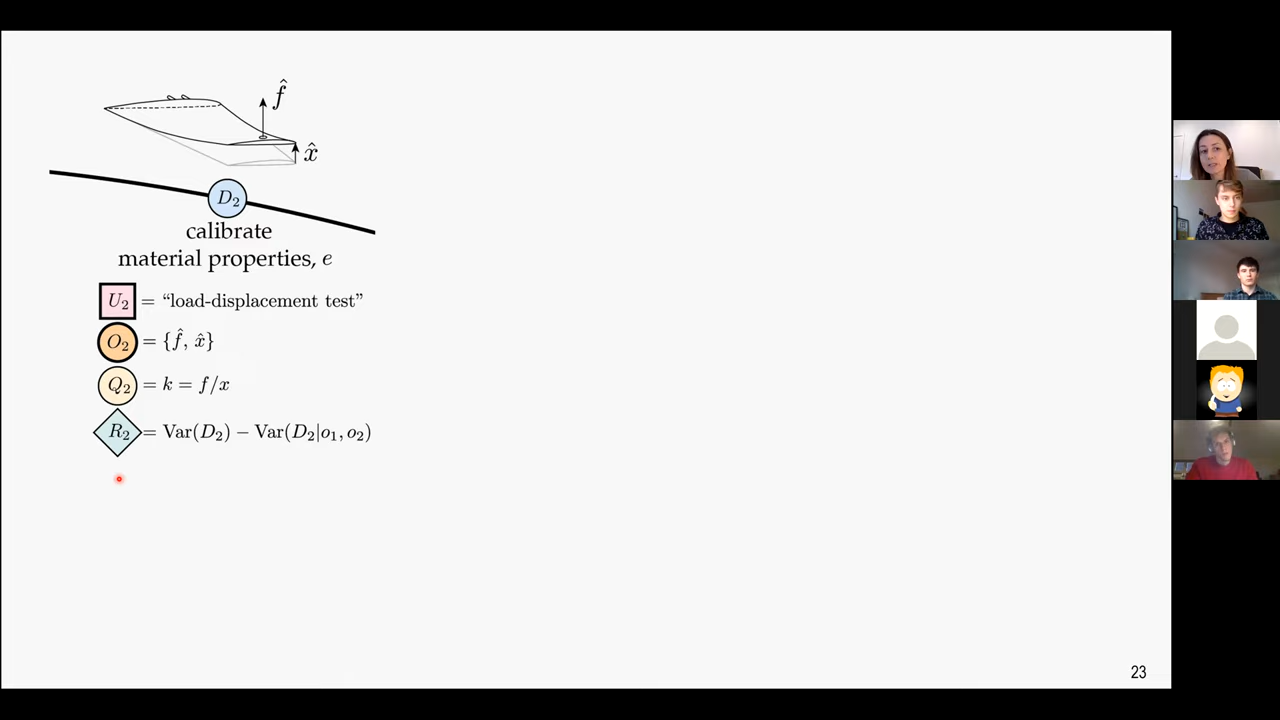 f̂
x̂
D₂
calibrate
material properties, e
U₂ = “load-displacement test”
O₂ = {f̂, x̂}
Q₂ = k = f/x
R₂ = Var(D₂) − Var(D₂|o₁, o₂)
23